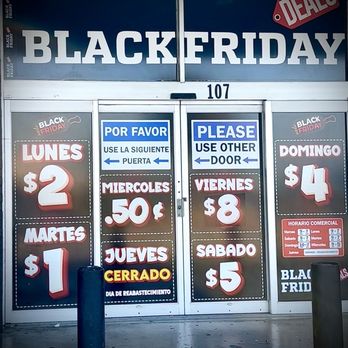 DEALS
BLACK FRIDAY
107
BLACK
FRIDAY
LUNES
$2
MARTES
$1
POR FAVOR
USE LA SIGUIENTE
PUERTA
MIERCOLES
.50¢
JUEVES
CERRADO
DIA DE REABASTECIMIENTO
PLEASE
USE OTHER
DOOR
VIERNES
$8
SABADO
$5
BLACK
FRIDAY
DOMINGO
$4
HORARIO COMERCIAL
BLACK
FRIDAY